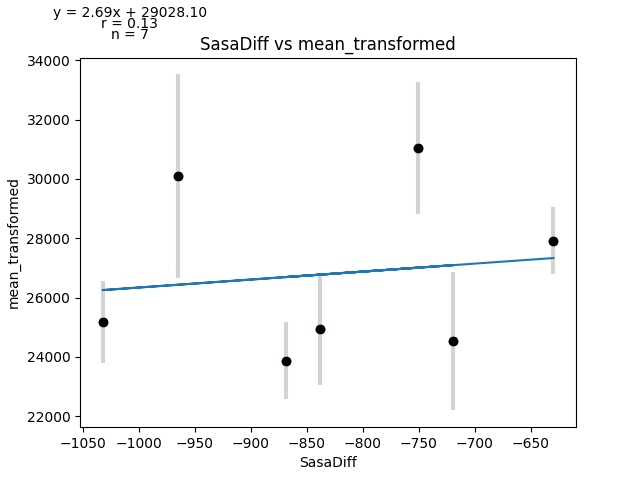 y = 2.69x + 29028.10
r = 0.13
n = 7
SasaDiff vs mean_transformed
34000
32000
30000
28000
26000
24000
22000
mean_transformed
−1050
−1000
−950
−900
−850
−800
−750
−700
−650
SasaDiff